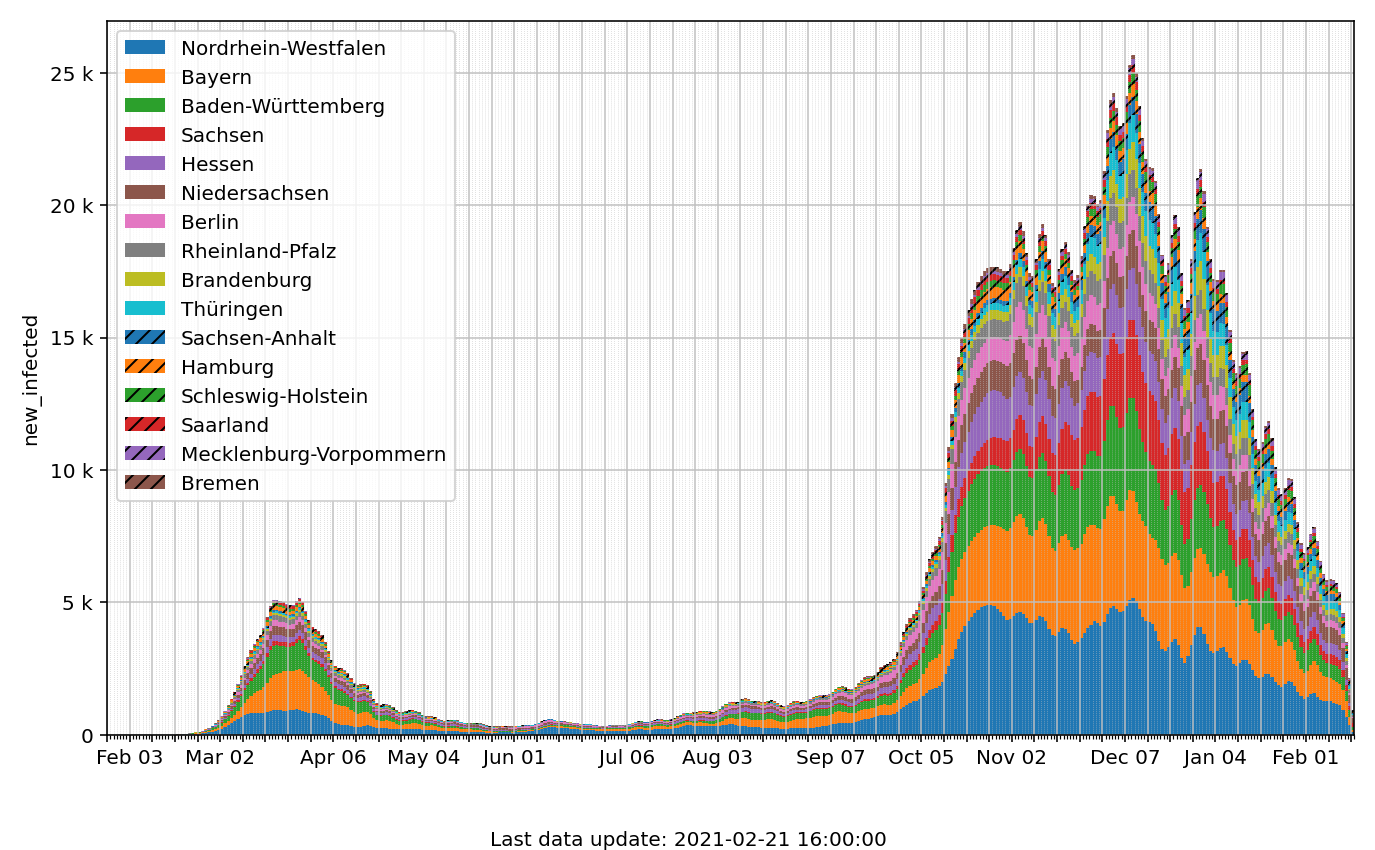 25 k
20 k
15 k
10 k
5 k
0
new_infected
Nordrhein-Westfalen
Bayern
Baden-Württemberg
Sachsen
Hessen
Niedersachsen
Berlin
Rheinland-Pfalz
Brandenburg
Thüringen
Sachsen-Anhalt
Hamburg
Schleswig-Holstein
Saarland
Mecklenburg-Vorpommern
Bremen
Feb 03 Mar 02 Apr 06 May 04 Jun 01 Jul 06 Aug 03 Sep 07 Oct 05 Nov 02 Dec 07 Jan 04 Feb 01
Last data update: 2021-02-21 16:00:00